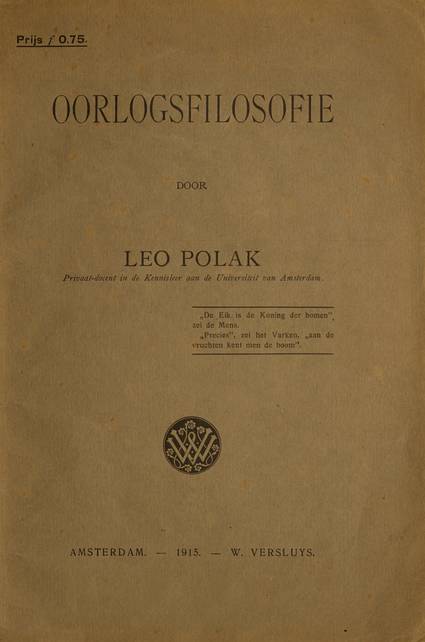 Prijs ƒ 0.75.
OORLOGSFILOSOFIE
DOOR
LEO POLAK
Privaat-docent in de Kennisleer aan de Universiteit van Amsterdam.
„De Eik is de Koning der bomen",
zei de Mens.
„Precies", zei het Varken, „aan de
vruchten kent men de boom".
W
AMSTERDAM. — 1915. — W. VERSLUYS.